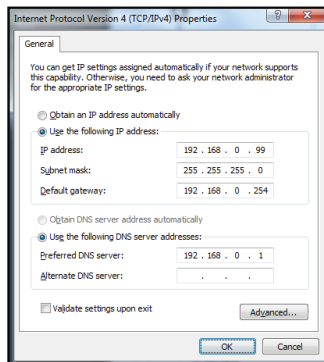 Internet Protocol Version 4 (TCP/IPv4) Properties
General
You can get IP settings assigned automatically if your network supports
this capability. Otherwise, you need to ask your network administrator
for the appropriate IP settings.
Obtain an IP address automatically
Use the following IP address:
IP address: 192 . 168 . 0 . 99
Subnet mask: 255 . 255 . 255 . 0
Default gateway: 192 . 168 . 0 . 254
Obtain DNS server address automatically
Use the following DNS server addresses:
Preferred DNS server: 192 . 168 . 0 . 1
Alternate DNS server: . . .
Validate settings upon exit
Advanced...
OK Cancel